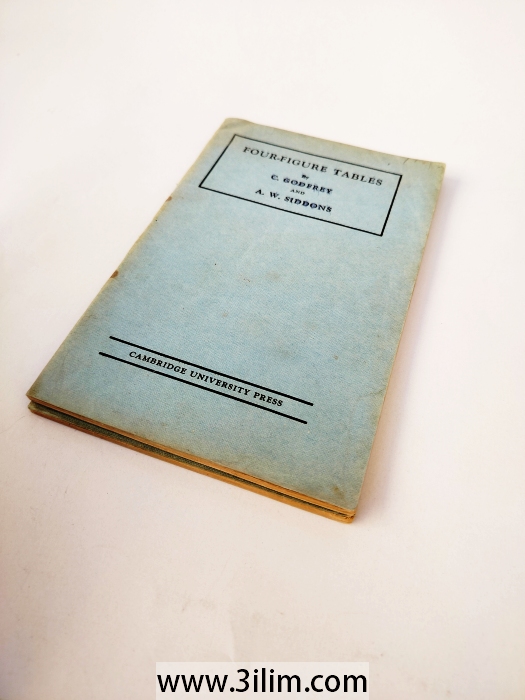 FOUR-FIGURE TABLES
By
C. GODFREY
AND
A. W. SIDDONS
CAMBRIDGE UNIVERSITY PRESS
www.3ilim.com